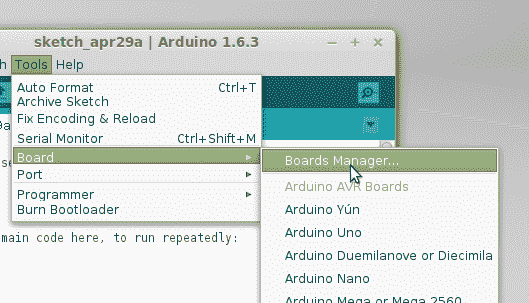 sketch_apr29a | Arduino 1.6.3
Tools Help
Auto Format Ctrl+T
Archive Sketch
Fix Encoding & Reload
Serial Monitor Ctrl+Shift+M
Board
Port
Programmer
Burn Bootloader
Boards Manager...
Arduino AVR Boards
Arduino Yún
Arduino Uno
Arduino Duemilanove or Diecimila
Arduino Nano
Arduino Mega or Mega 2560
main code here, to run repeatedly: